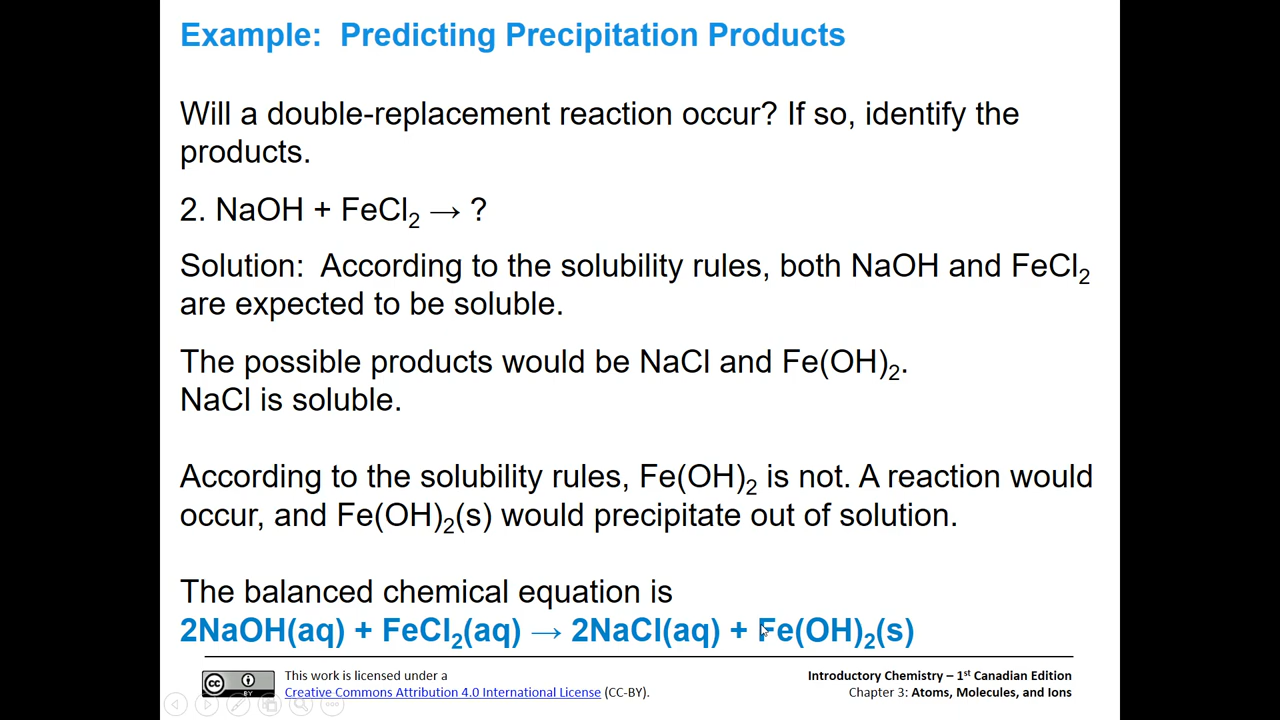 Example: Predicting Precipitation Products
Will a double-replacement reaction occur? If so, identify the
products.
2. NaOH + FeCl₂ → ?
Solution: According to the solubility rules, both NaOH and FeCl₂
are expected to be soluble.
The possible products would be NaCl and Fe(OH)₂.
NaCl is soluble.
According to the solubility rules, Fe(OH)₂ is not. A reaction would
occur, and Fe(OH)₂(s) would precipitate out of solution.
The balanced chemical equation is
2NaOH(aq) + FeCl₂(aq) → 2NaCl(aq) + Fe(OH)₂(s)
cc BY
This work is licensed under a
Creative Commons Attribution 4.0 International License (CC-BY).
Introductory Chemistry – 1st Canadian Edition
Chapter 3: Atoms, Molecules, and Ions